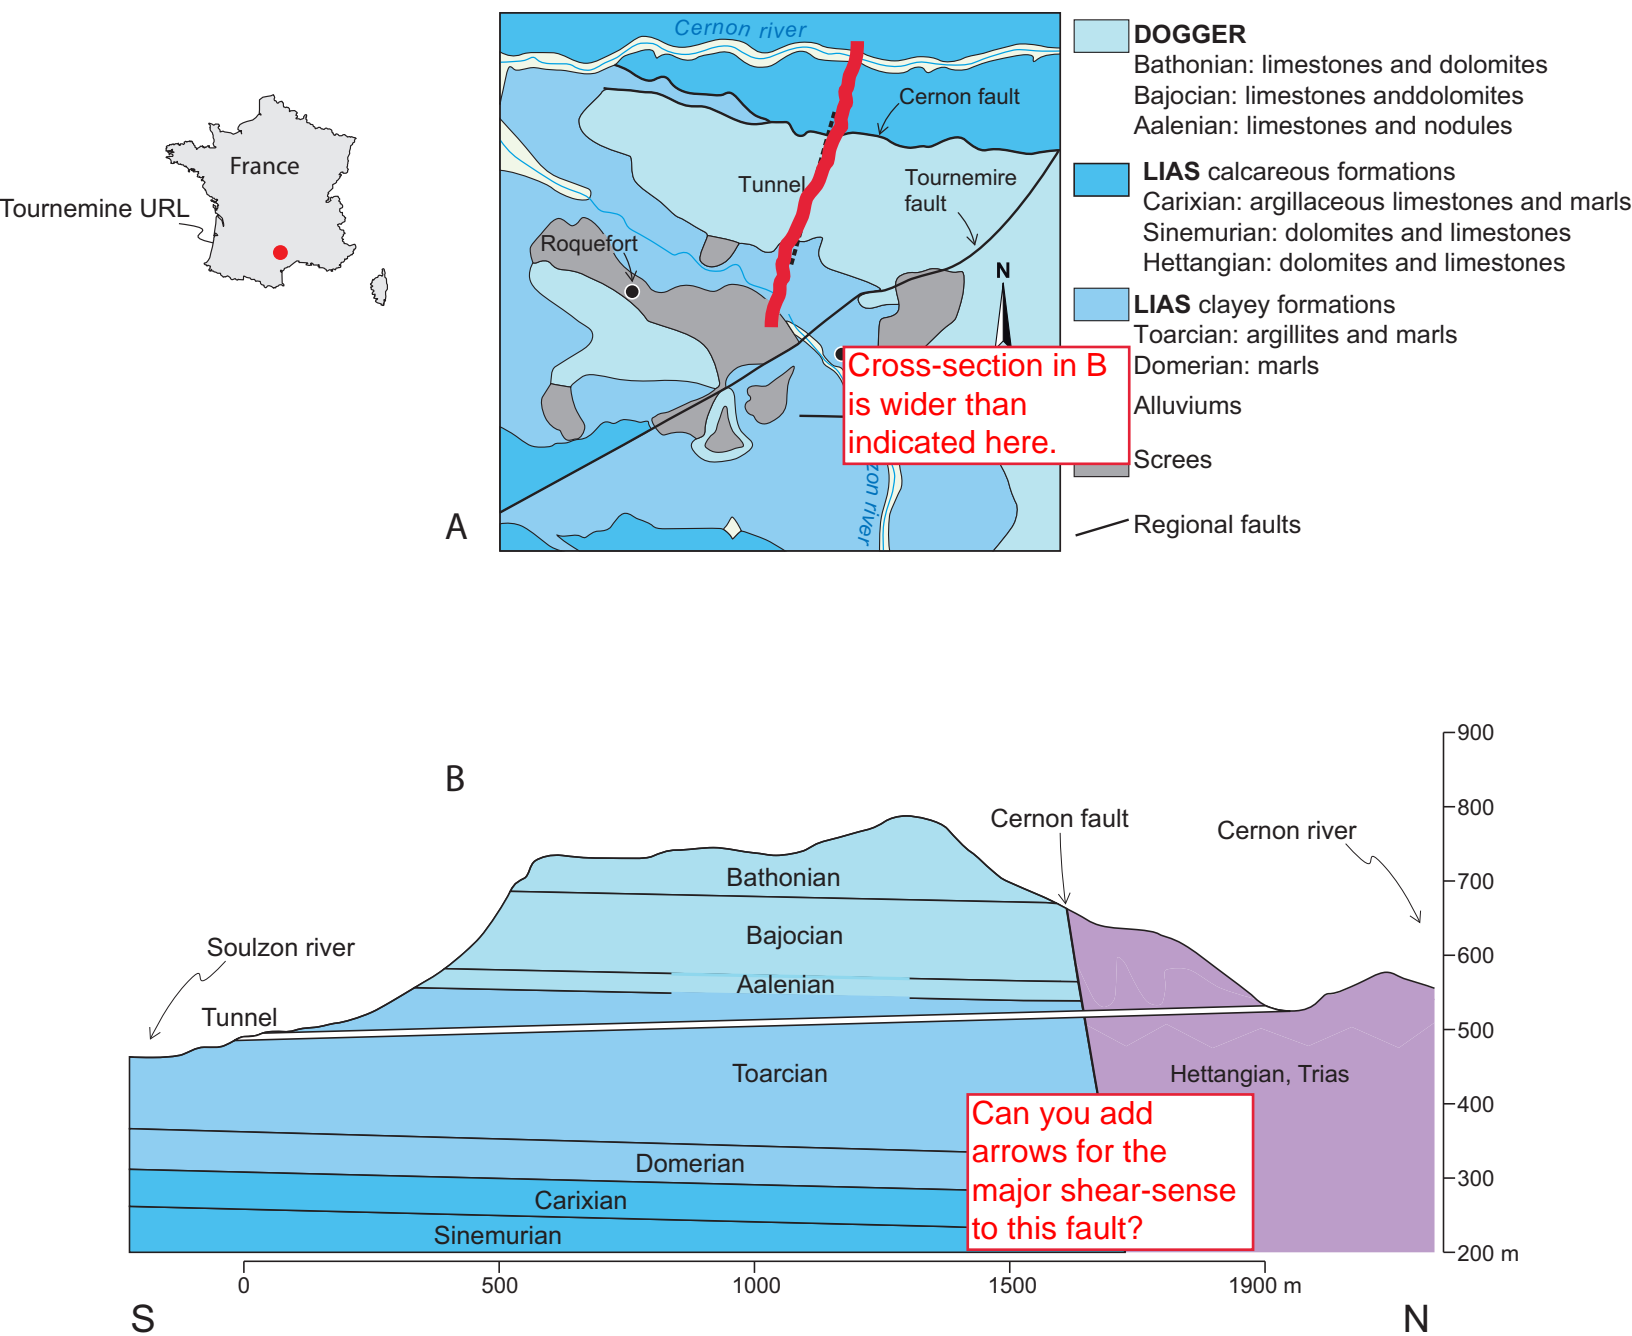 France
Tournemine URL
Cernon river
Cernon fault
Tunnel
Tournemire
fault
Roquefort
N
Cross-section in B
is wider than
indicated here.
zon river
A
DOGGER
Bathonian: limestones and dolomites
Bajocian: limestones anddolomites
Aalenian: limestones and nodules
LIAS calcareous formations
Carixian: argillaceous limestones and marls
Sinemurian: dolomites and limestones
Hettangian: dolomites and limestones
LIAS clayey formations
Toarcian: argillites and marls
Domerian: marls
Alluviums
Screes
Regional faults
B
900
800
700
600
500
400
300
200 m
Cernon fault
Cernon river
Bathonian
Bajocian
Soulzon river
Aalenian
Tunnel
Toarcian
Hettangian, Trias
Can you add
arrows for the
major shear-sense
to this fault?
Domerian
Carixian
Sinemurian
0
500
1000
1500
1900 m
S
N